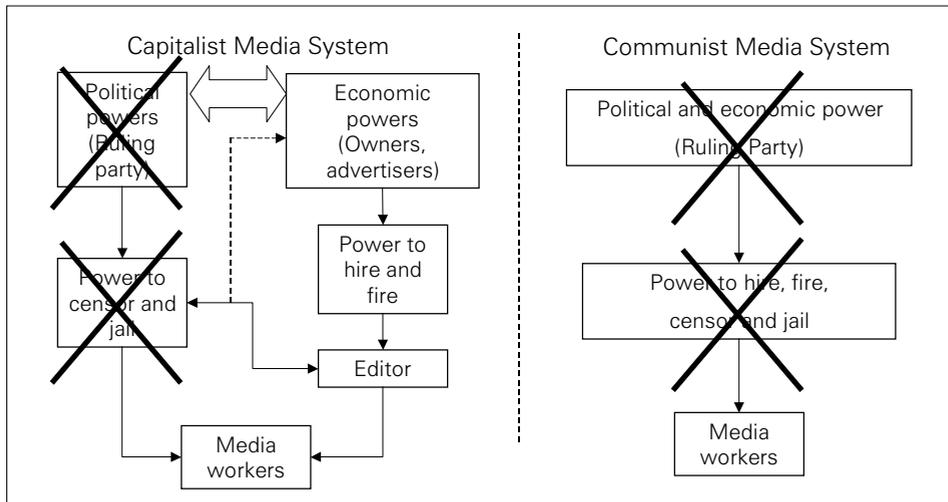 Capitalist Media System
Political
powers
(Ruling
party)
Economic
powers
(Owners,
advertisers)
Power to
hire and
fire
Power to
censor and
jail
Editor
Media
workers
Communist Media System
Political and economic power
(Ruling Party)
Power to hire, fire,
censor and jail
Media
workers